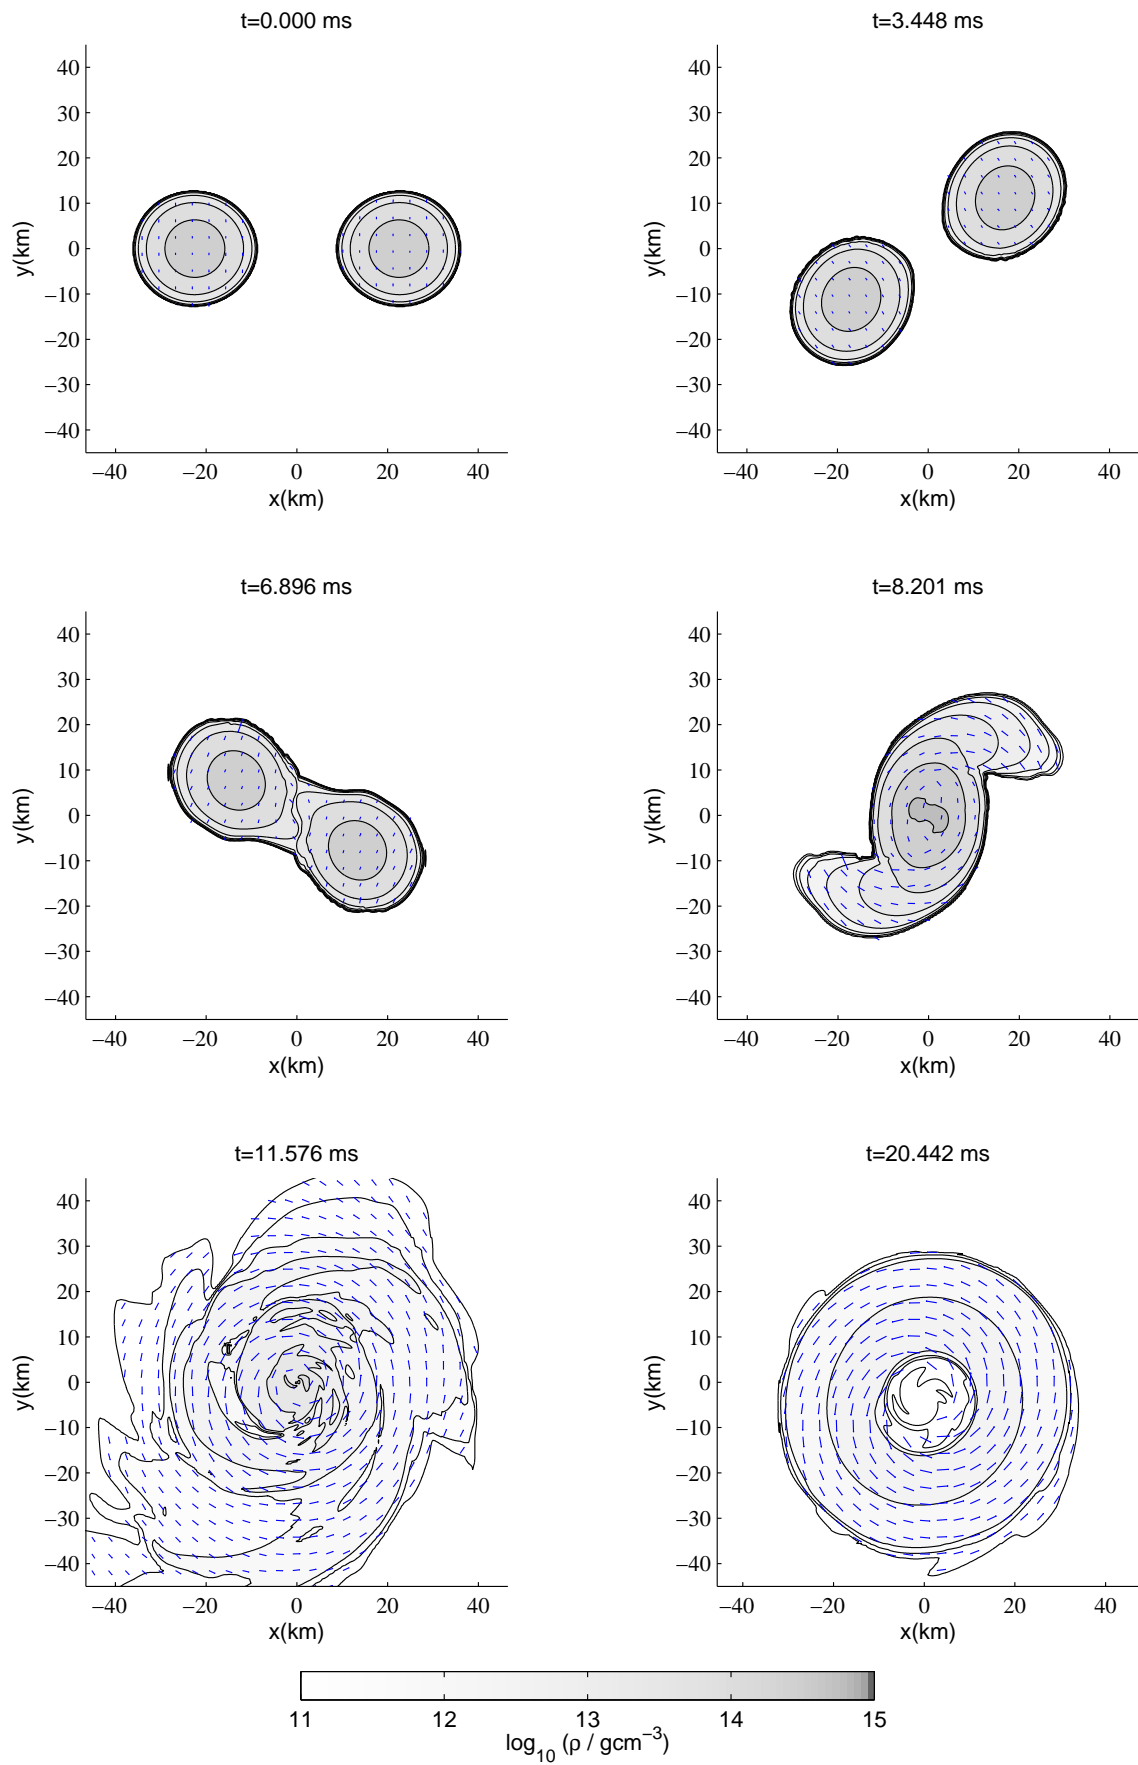 t=0.000 ms
t=3.448 ms
40
30
20
10
0
−10
−20
−30
−40
y(km)
−40 −20 0 20 40
x(km)
40
30
20
10
0
−10
−20
−30
−40
y(km)
−40 −20 0 20 40
x(km)
t=6.896 ms
t=8.201 ms
40
30
20
10
0
−10
−20
−30
−40
y(km)
−40 −20 0 20 40
x(km)
40
30
20
10
0
−10
−20
−30
−40
y(km)
−40 −20 0 20 40
x(km)
t=11.576 ms
t=20.442 ms
40
30
20
10
0
−10
−20
−30
−40
y(km)
−40 −20 0 20 40
x(km)
40
30
20
10
0
−10
−20
−30
−40
y(km)
−40 −20 0 20 40
x(km)
11 12 13 14 15
log₁₀ (ρ / gcm⁻³)